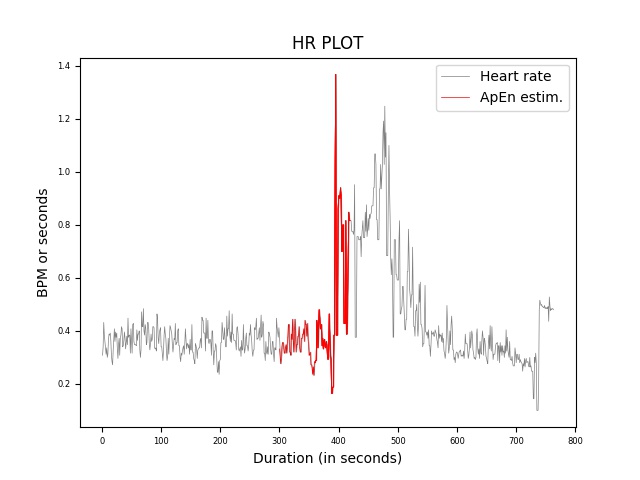 HR PLOT
Heart rate
ApEn estim.
BPM or seconds
1.4
1.2
1.0
0.8
0.6
0.4
0.2
0 100 200 300 400 500 600 700 800
Duration (in seconds)